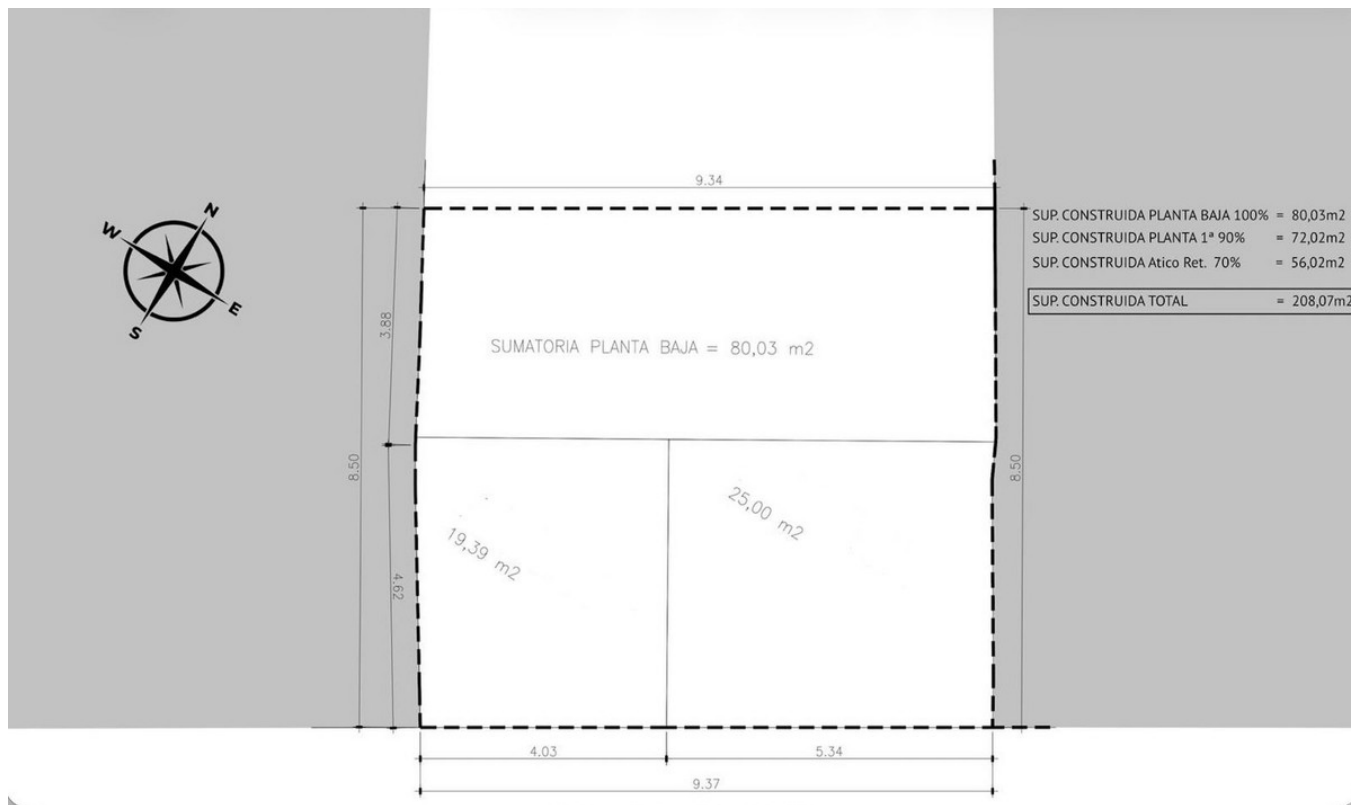 9.34
N
W
E
S
SUP. CONSTRUIDA PLANTA BAJA 100% = 80,03m2
SUP. CONSTRUIDA PLANTA 1ª 90% = 72,02m2
SUP. CONSTRUIDA Atico Ret. 70% = 56,02m2
SUP. CONSTRUIDA TOTAL = 208,07m2
3.88
SUMATORIA PLANTA BAJA = 80,03 m2
8.50
8.50
25,00 m2
19,39 m2
4.62
4.03
5.34
9.37